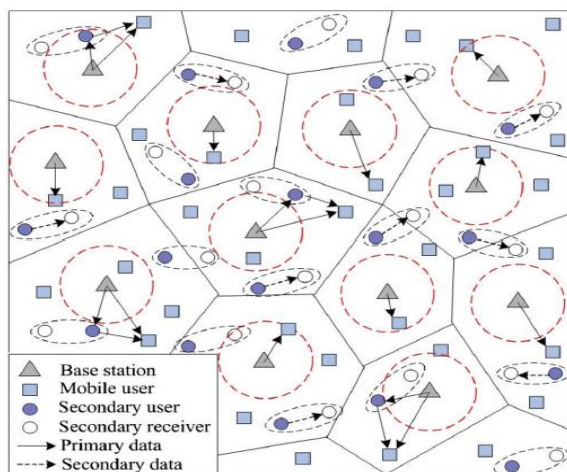 Base station
Mobile user
Secondary user
Secondary receiver
Primary data
Secondary data